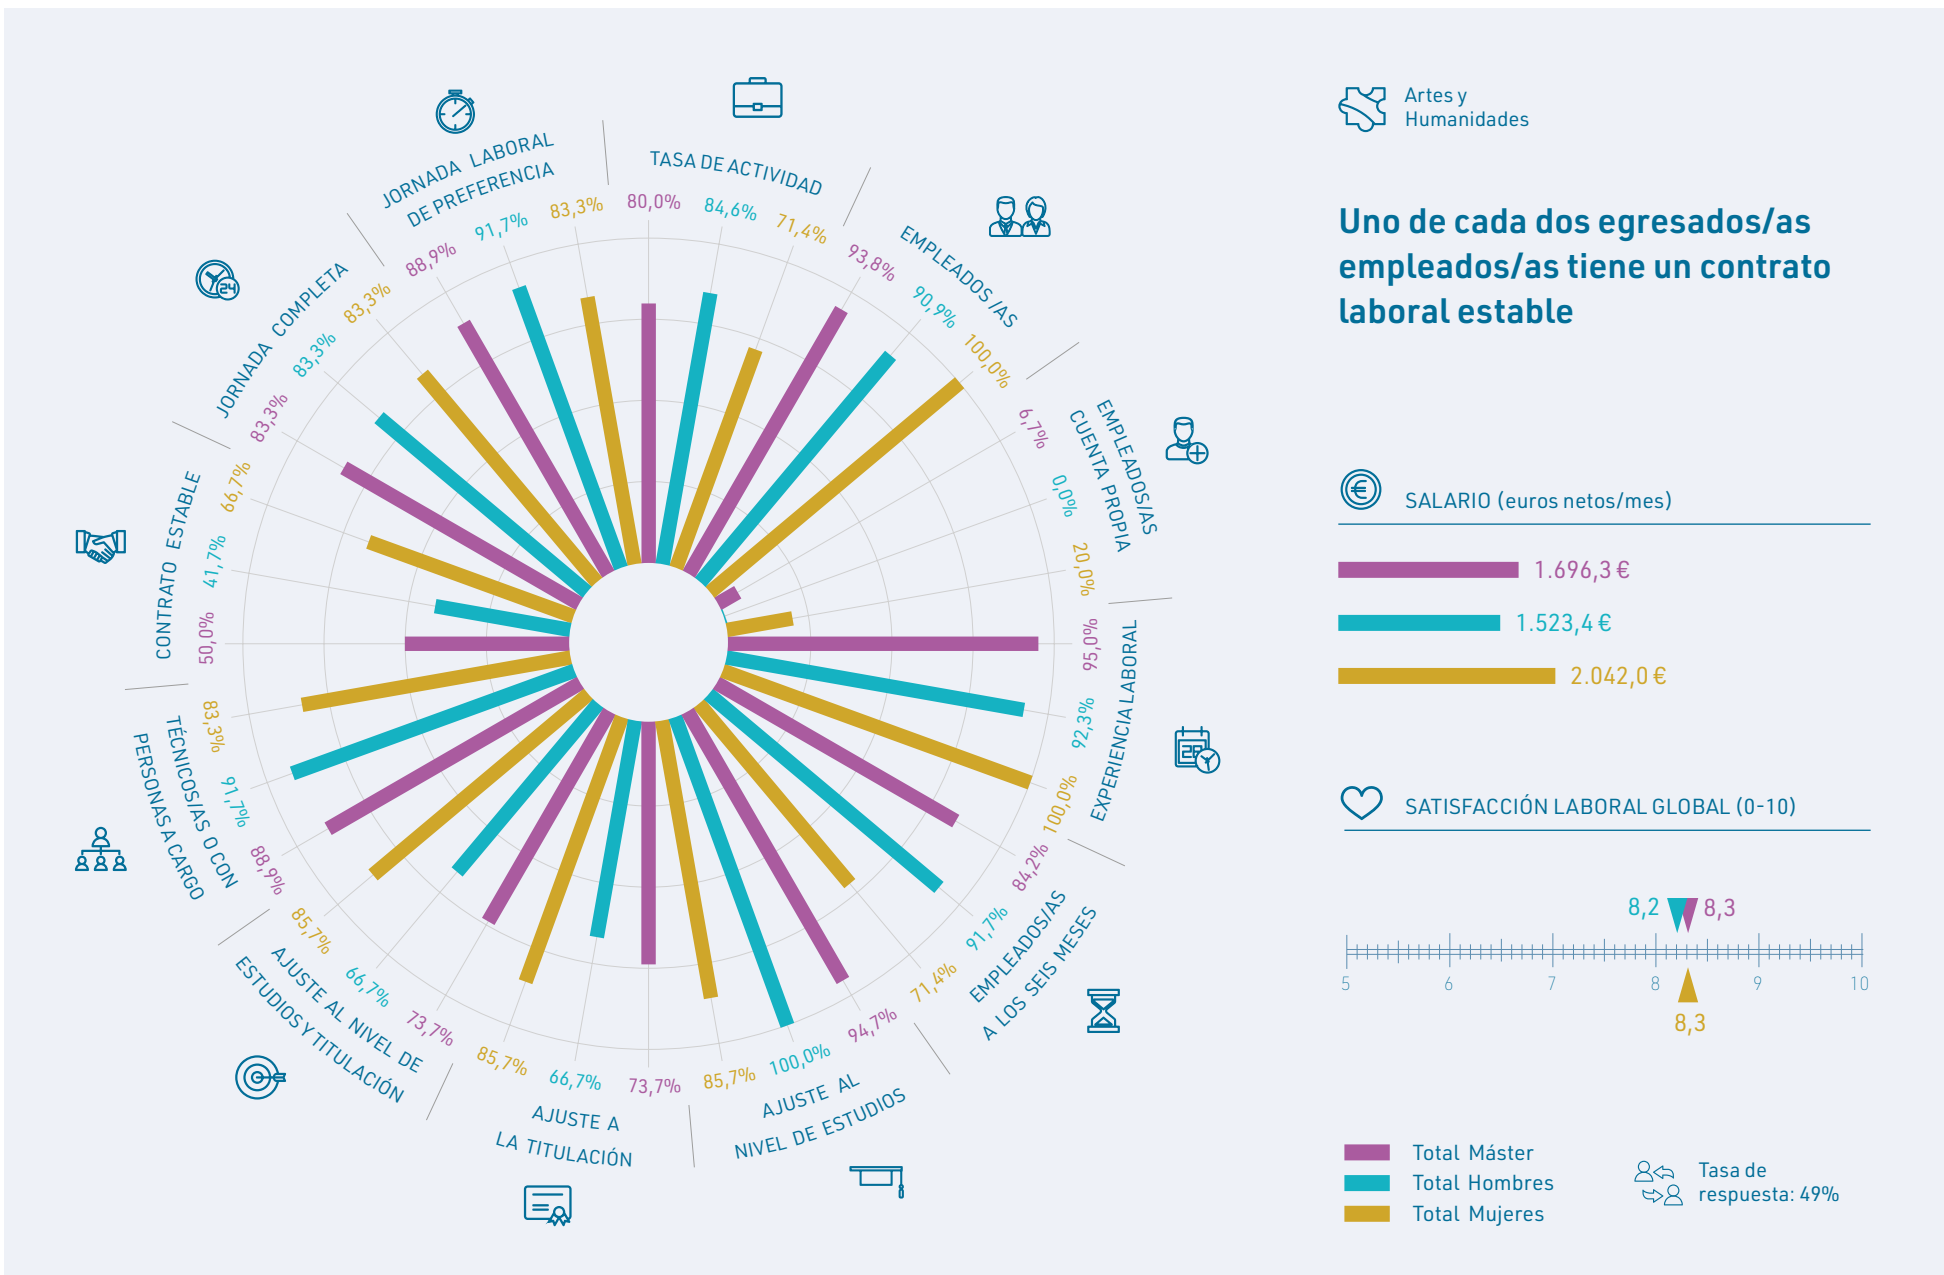 JORNADA LABORAL
DE PREFERENCIA
88,9%
91,7%
83,3%
TASA DE ACTIVIDAD
80,0%
84,6%
71,4%
EMPLEADOS/AS
93,8%
90,9%
100,0%
EMPLEADOS/AS
CUENTA PROPIA
6,7%
0,0%
20,0%
EXPERIENCIA LABORAL
95,0%
92,3%
100,0%
EMPLEADOS/AS
A LOS SEIS MESES
84,2%
91,7%
71,4%
AJUSTE AL
NIVEL DE ESTUDIOS
94,7%
100,0%
85,7%
AJUSTE A
LA TITULACIÓN
73,7%
66,7%
85,7%
AJUSTE AL NIVEL DE
ESTUDIOS Y TITULACIÓN
73,7%
66,7%
85,7%
TÉCNICOS/AS O CON
PERSONAS A CARGO
88,9%
91,7%
83,3%
CONTRATO ESTABLE
50,0%
41,7%
66,7%
JORNADA COMPLETA
83,3%
83,3%
83,3%
24
29
Artes y
Humanidades
Uno de cada dos egresados/as
empleados/as tiene un contrato
laboral estable
€
SALARIO (euros netos/mes)
1.696,3 €
1.523,4 €
2.042,0 €
SATISFACCIÓN LABORAL GLOBAL (0-10)
8,2 8,3
5 6 7 8 9 10
8,3
Total Máster
Total Hombres
Total Mujeres
Tasa de
respuesta: 49%